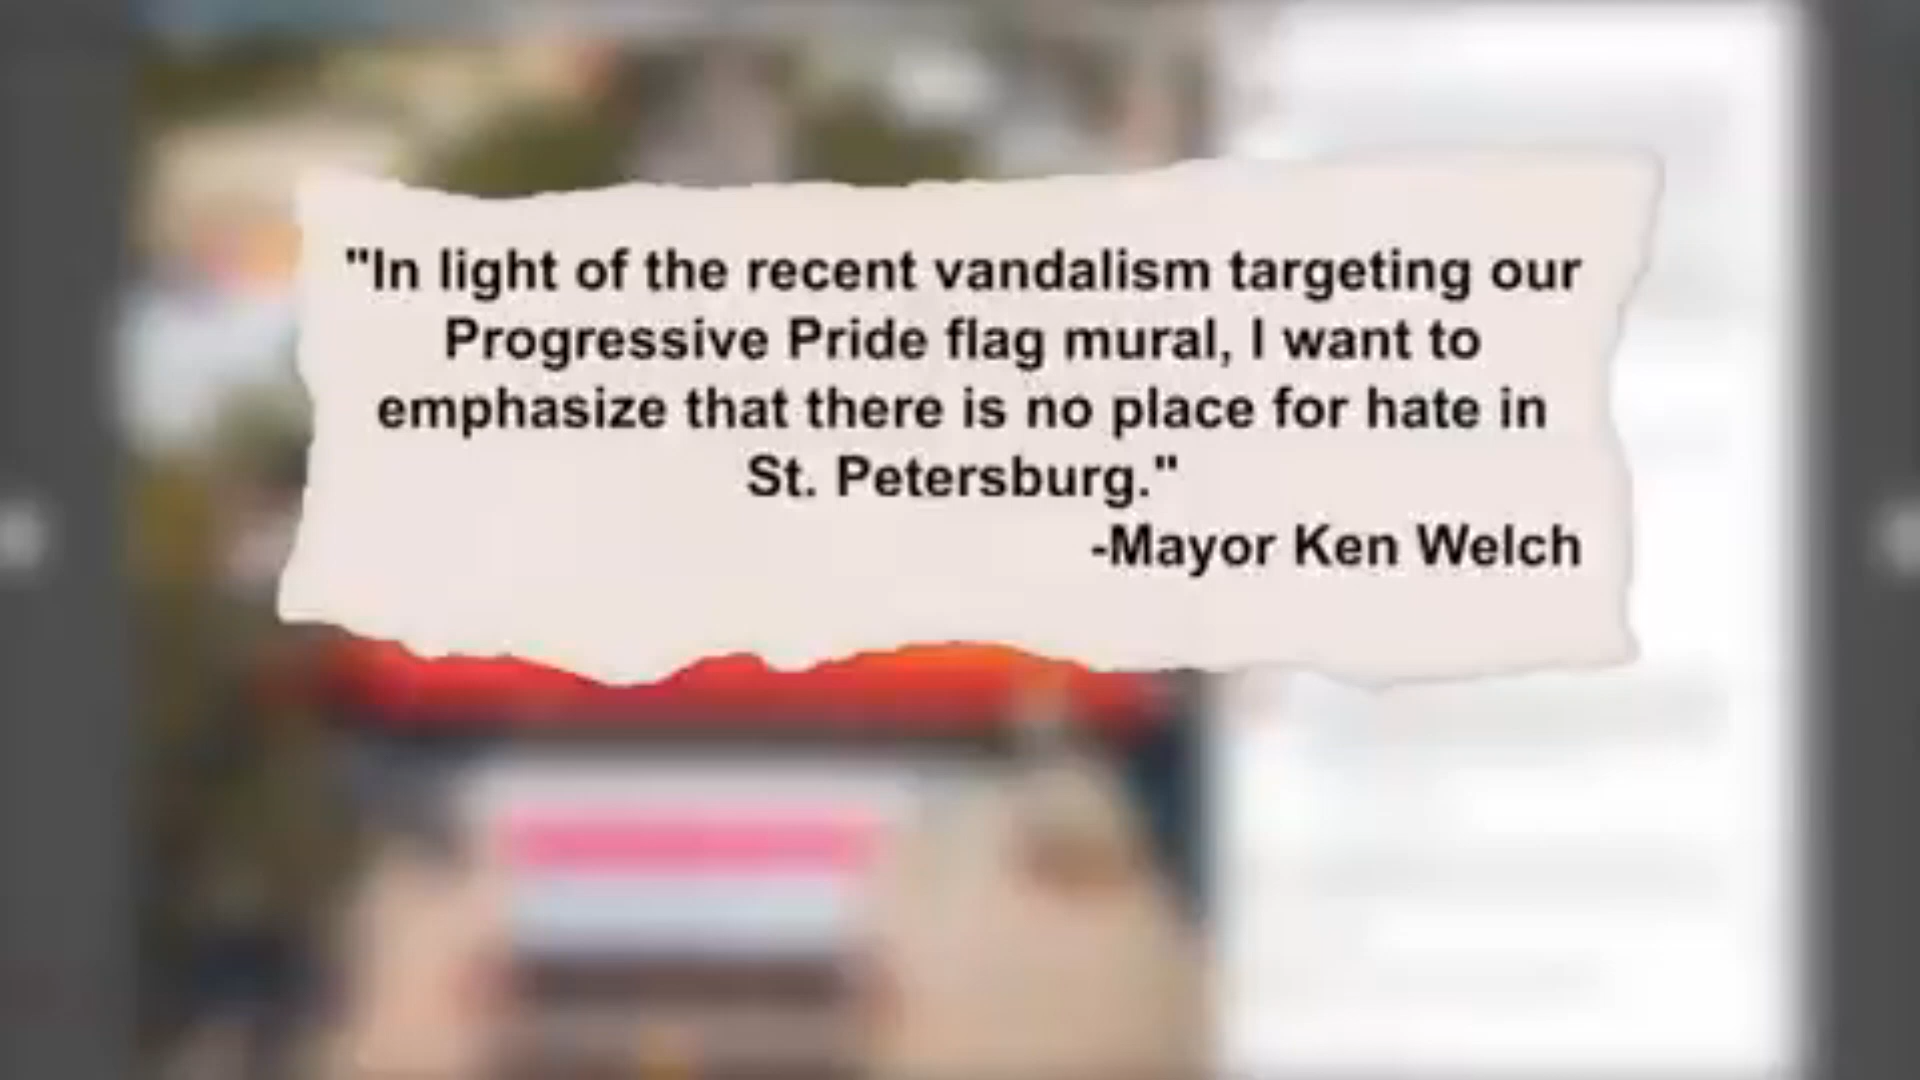 "In light of the recent vandalism targeting our
Progressive Pride flag mural, I want to
emphasize that there is no place for hate in
St. Petersburg."
-Mayor Ken Welch